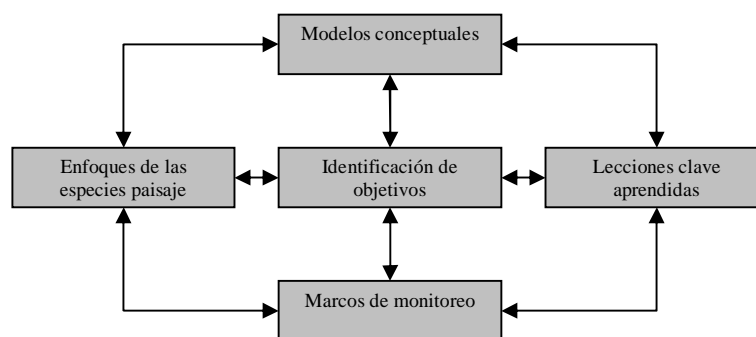 Modelos conceptuales
Enfoques de las
especies paisaje
Identificación de
objetivos
Lecciones clave
aprendidas
Marcos de monitoreo